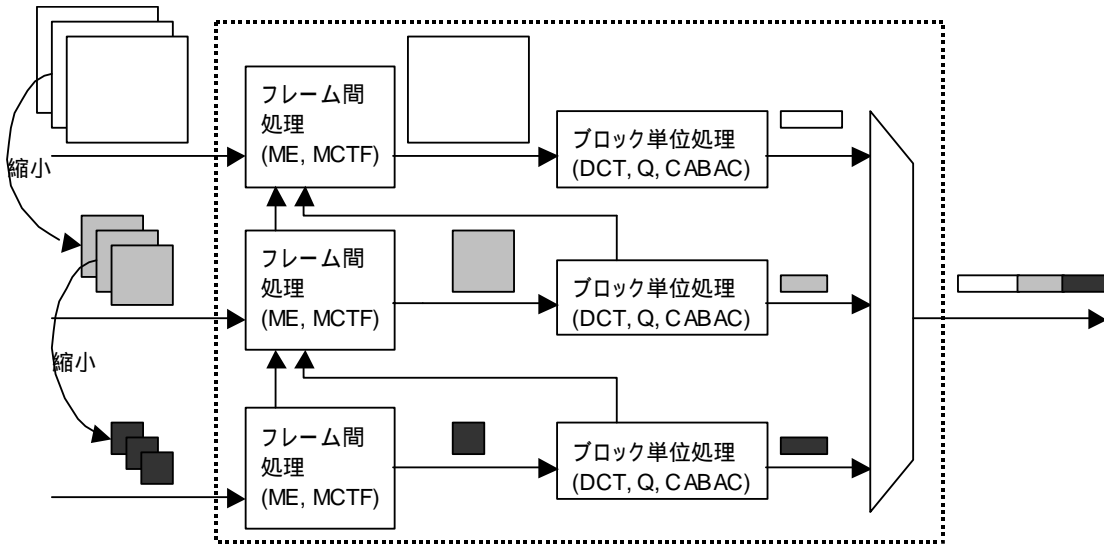 フレーム間
処理
(ME, MCTF)
ブロック単位処理
(DCT, Q, CABAC)
縮小
フレーム間
処理
(ME, MCTF)
ブロック単位処理
(DCT, Q, CABAC)
縮小
フレーム間
処理
(ME, MCTF)
ブロック単位処理
(DCT, Q, CABAC)